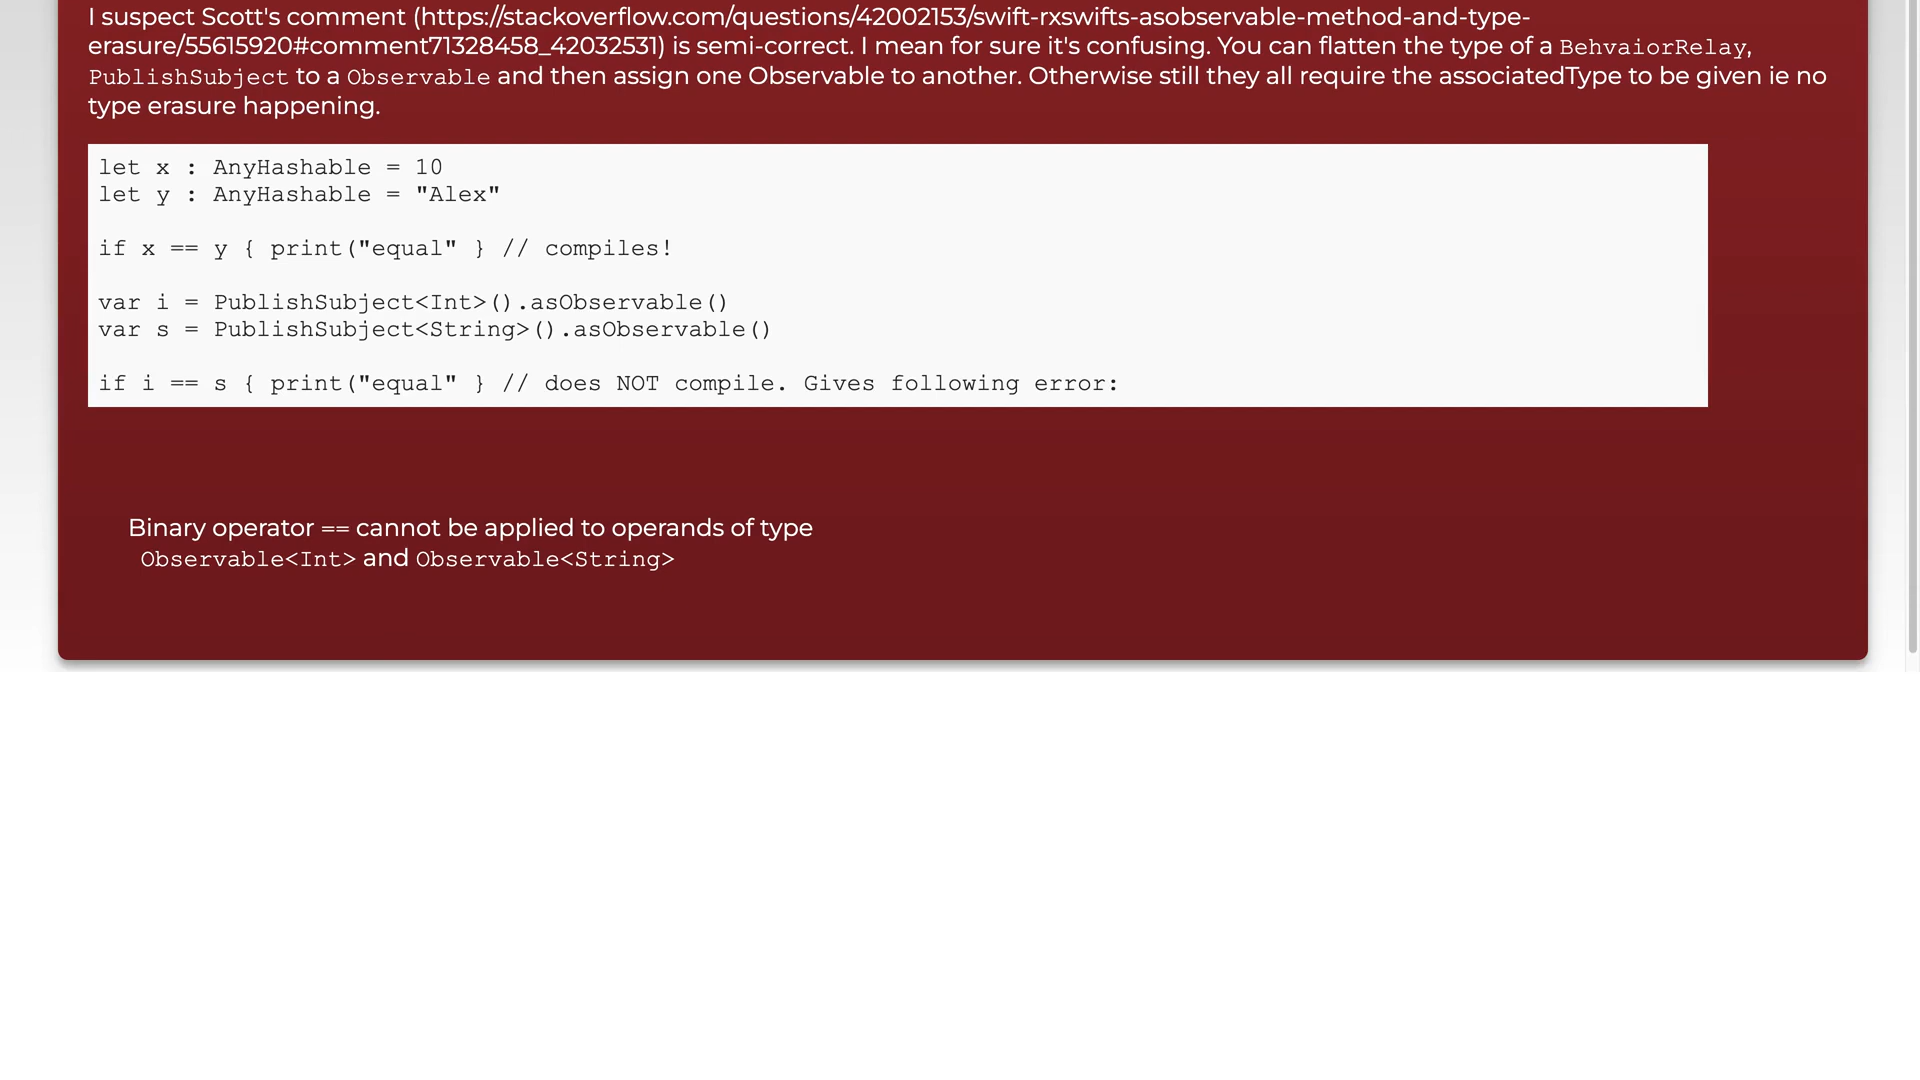 I suspect Scott's comment (https://stackoverflow.com/questions/42002153/swift-rxswifts-asobservable-method-and-type-
erasure/55615920#comment71328458_42032531) is semi-correct. I mean for sure it's confusing. You can flatten the type of a BehvaiorRelay,
PublishSubject to a Observable and then assign one Observable to another. Otherwise still they all require the associatedType to be given ie no
type erasure happening.
let x : AnyHashable = 10
let y : AnyHashable = "Alex"
if x == y { print("equal" } // compiles!
var i = PublishSubject<Int>().asObservable()
var s = PublishSubject<String>().asObservable()
if i == s { print("equal" } // does NOT compile. Gives following error:
Binary operator == cannot be applied to operands of type
Observable<Int> and Observable<String>